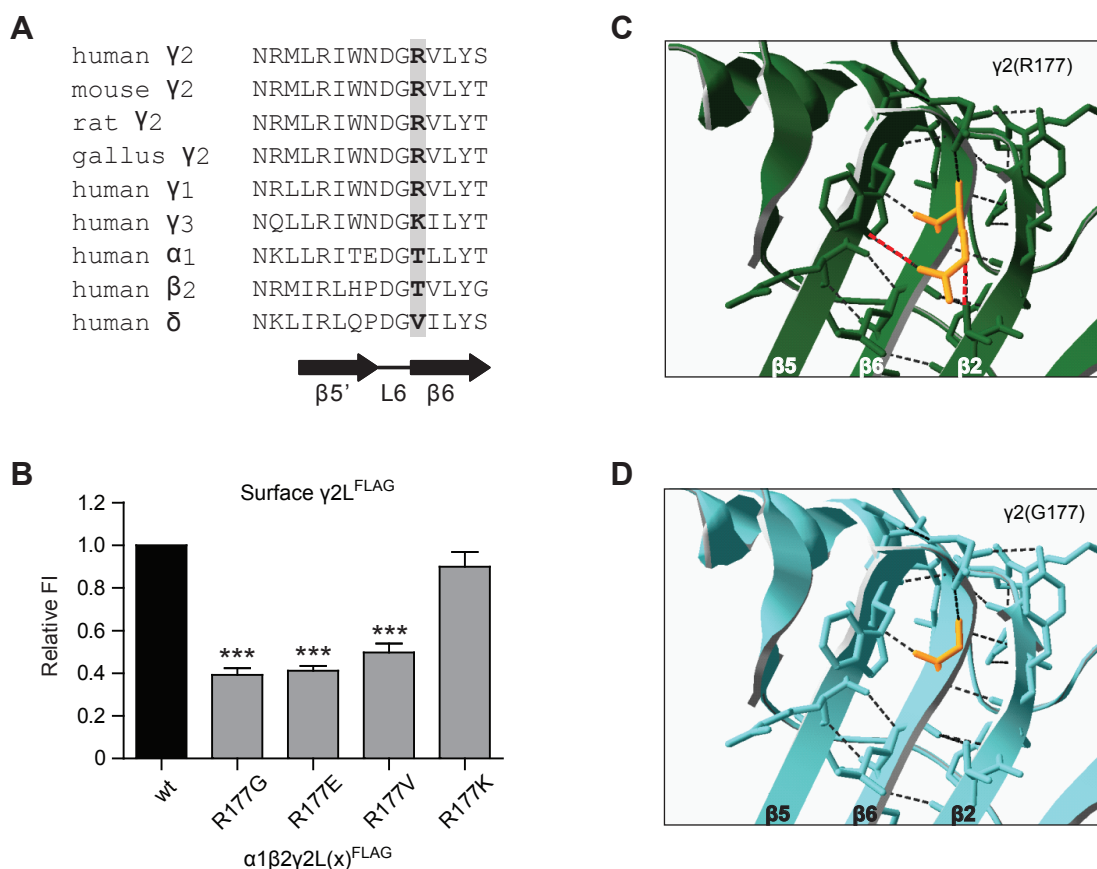 A
human γ2 NRMLRIWNDGRVLYS
mouse γ2 NRMLRIWNDGRVLYT
rat γ2 NRMLRIWNDGRVLYT
gallus γ2 NRMLRIWNDGRVLYT
human γ1 NRLLRIWNDGRVLYT
human γ3 NQLLRIWNDGKILYT
human α1 NKLLRITEDGTLLYT
human β2 NRMIRLHPDGTVLYG
human δ NKLIRLQPDGVILYS
β5' L6 β6
B
Surface γ2L^FLAG
Relative FI
1.2
1.0
0.8
0.6
0.4
0.2
0
***
***
***
wt
R177G
R177E
R177V
R177K
α1β2γ2L(x)^FLAG
C
γ2(R177)
β5 β6 β2
D
γ2(G177)
β5 β6 β2